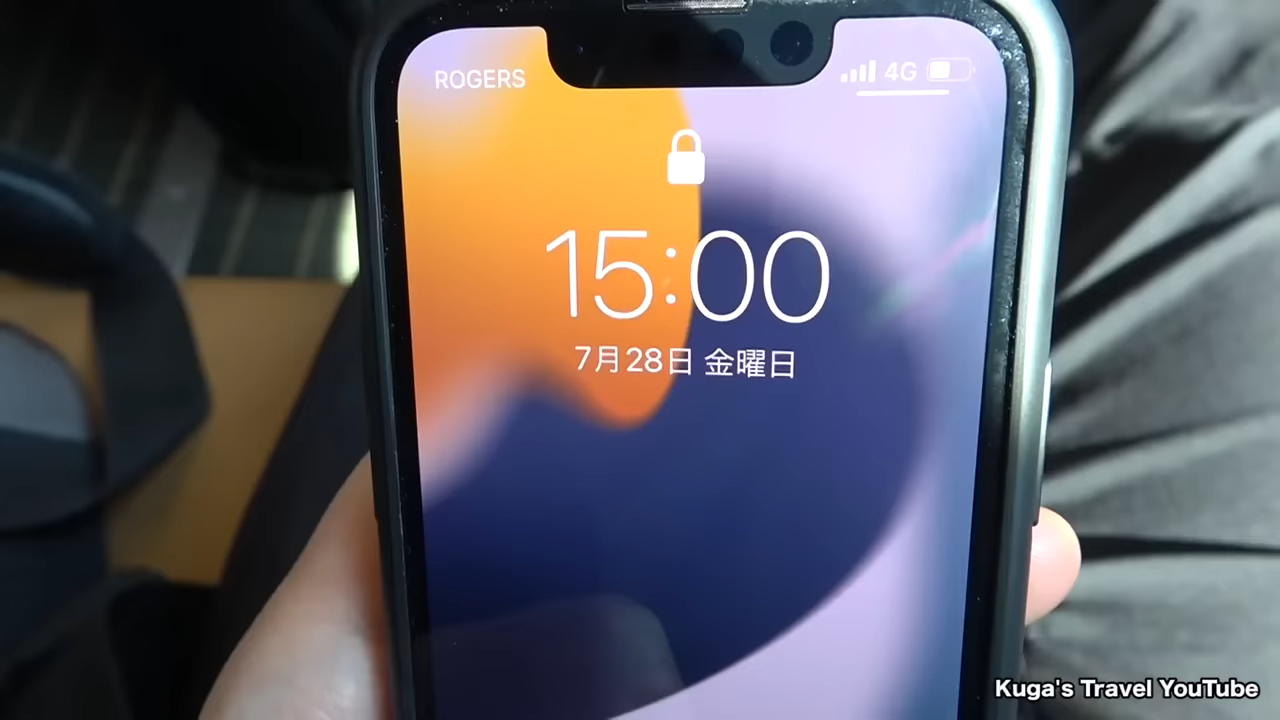 ROGERS
4G
15:00
7月28日 金曜日
Kuga's Travel YouTube